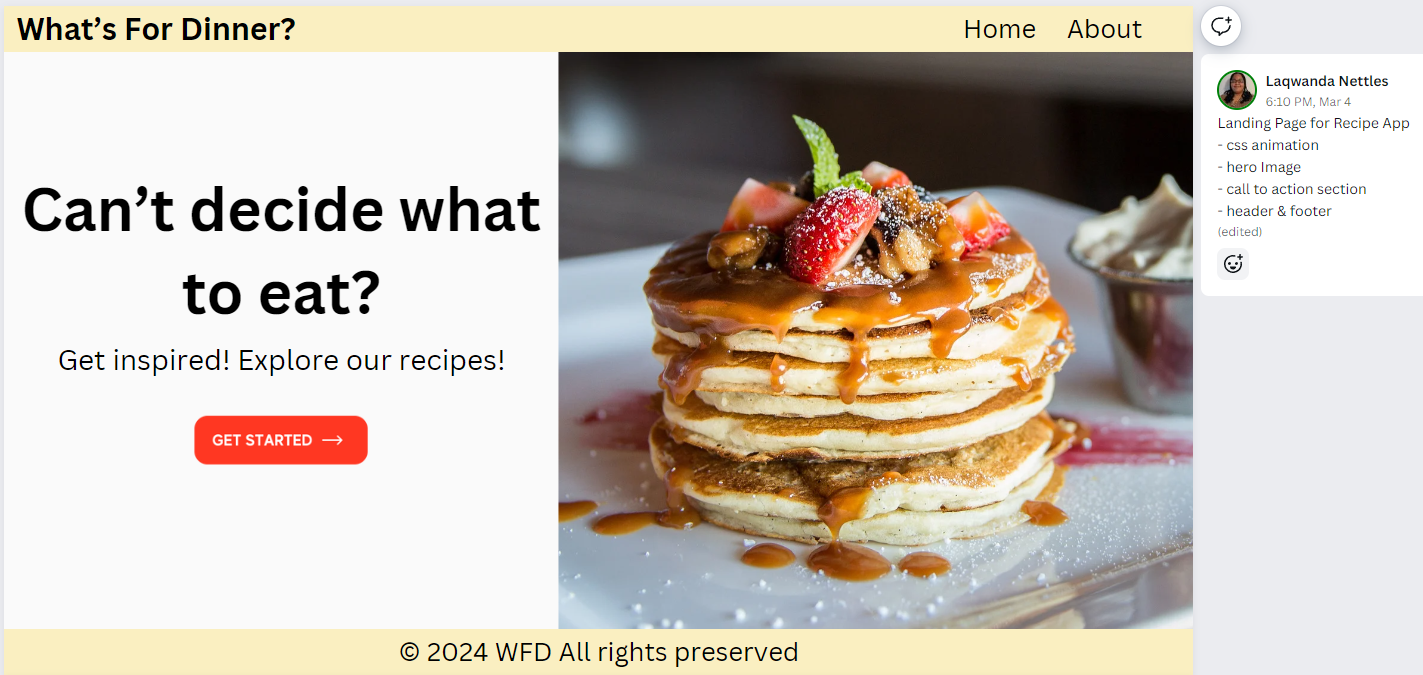 What’s For Dinner?
Home About
Can’t decide what
to eat?
Get inspired! Explore our recipes!
GET STARTED →
© 2024 WFD All rights preserved
Laqwanda Nettles
6:10 PM, Mar 4
Landing Page for Recipe App
- css animation
- hero Image
- call to action section
- header & footer
(edited)